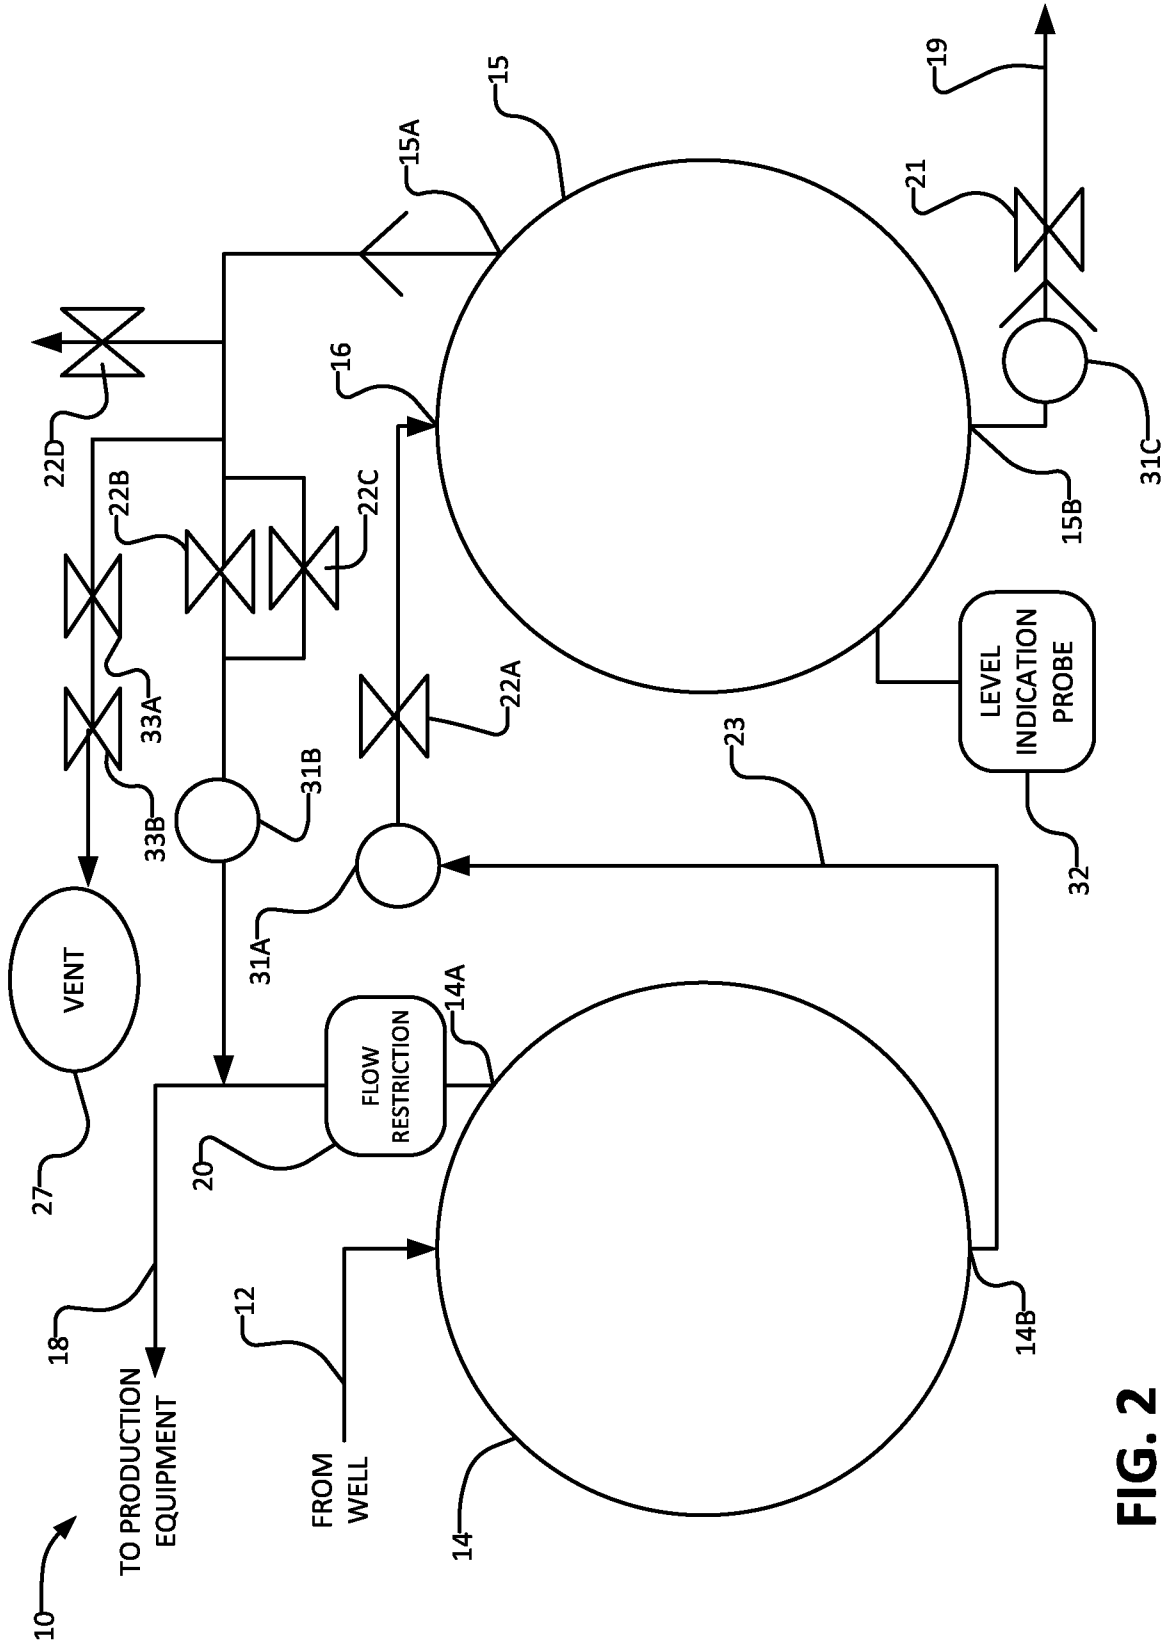 10
TO PRODUCTION
EQUIPMENT
18
27
VENT
33B
33A
22D
22B
22C
31B
FROM
WELL
12
20
FLOW
RESTRICTION
14A
31A
22A
16
15A
15
14
14B
23
32
LEVEL
INDICATION
PROBE
15B
31C
21
19
FIG. 2